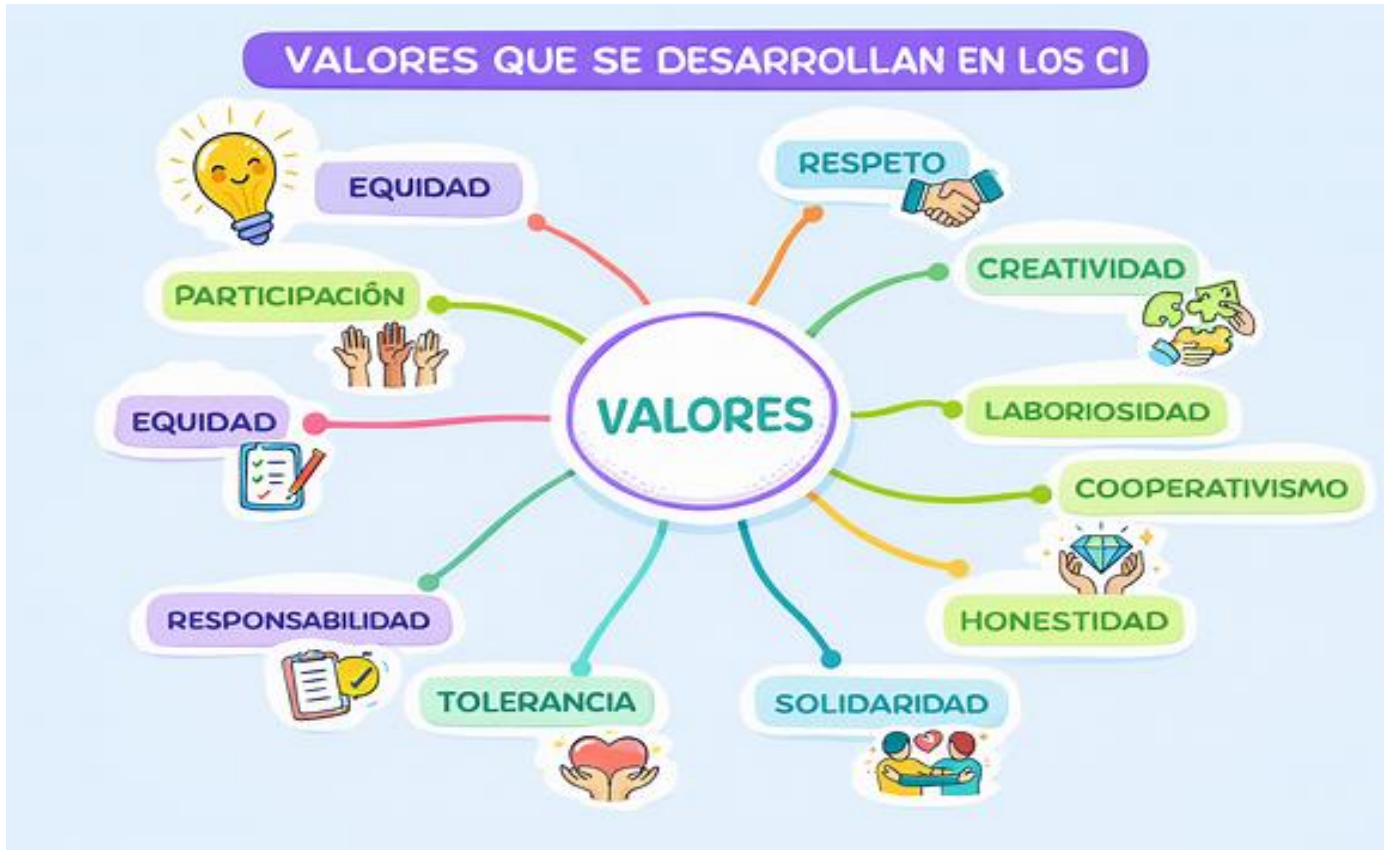 VALORES QUE SE DESARROLLAN EN LOS CI
EQUIDAD
RESPETO
PARTICIPACIÓN
CREATIVIDAD
EQUIDAD
VALORES
LABORIOSIDAD
COOPERATIVISMO
RESPONSABILIDAD
HONESTIDAD
TOLERANCIA
SOLIDARIDAD